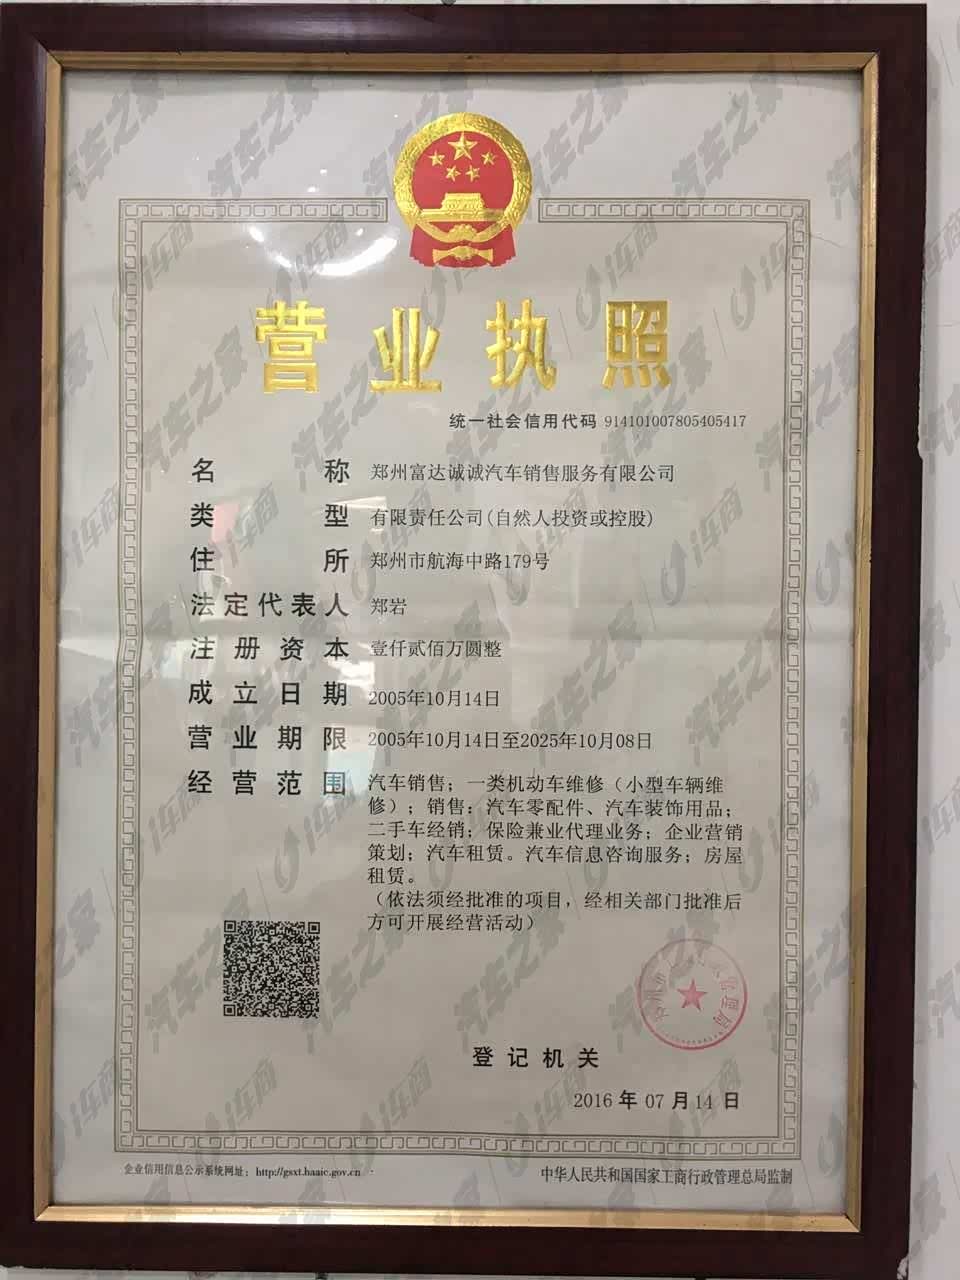 营业执照
统一社会信用代码 914101007805405417
名称 郑州富达诚诚汽车销售服务有限公司
类型 有限责任公司(自然人投资或控股)
住所 郑州市航海中路179号
法定代表人 郑岩
注册资本 壹仟贰佰万圆整
成立日期 2005年10月14日
营业期限 2005年10月14日至2025年10月08日
经营范围 汽车销售；一类机动车维修（小型车辆维
修）；销售：汽车零配件、汽车装饰用品；
二手车经销；保险兼业代理业务；企业营销
策划；汽车租赁。汽车信息咨询服务；房屋
租赁。
（依法须经批准的项目，经相关部门批准后
方可开展经营活动）
登记机关
2016年07月14日
企业信用信息公示系统网址：http://gsxt.haaic.gov.cn
中华人民共和国国家工商行政管理总局监制
汽车之家
i车商